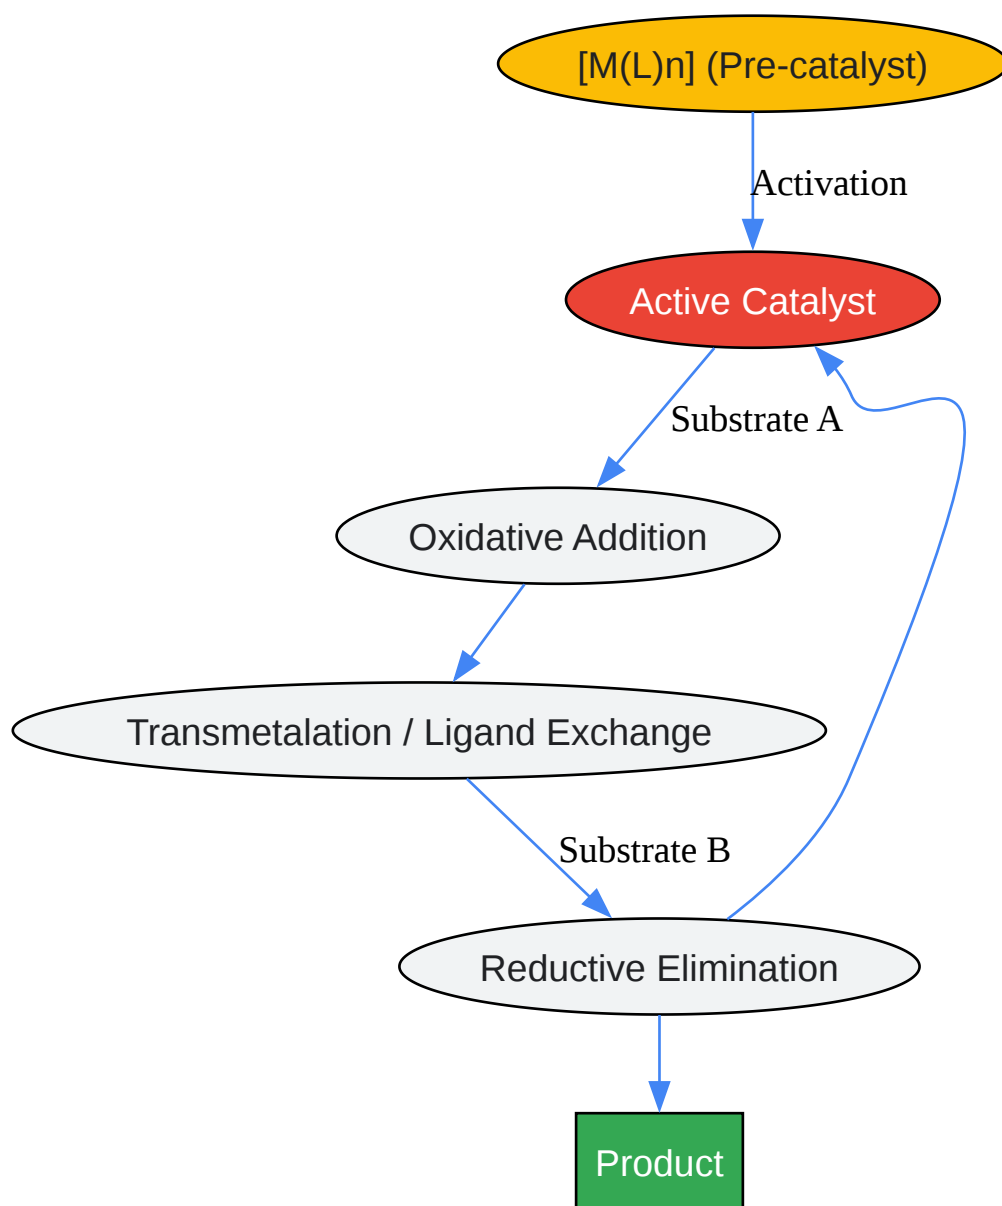 [M(L)n] (Pre-catalyst)
Activation
Active Catalyst
Substrate A
Oxidative Addition
Transmetalation / Ligand Exchange
Substrate B
Reductive Elimination
Product